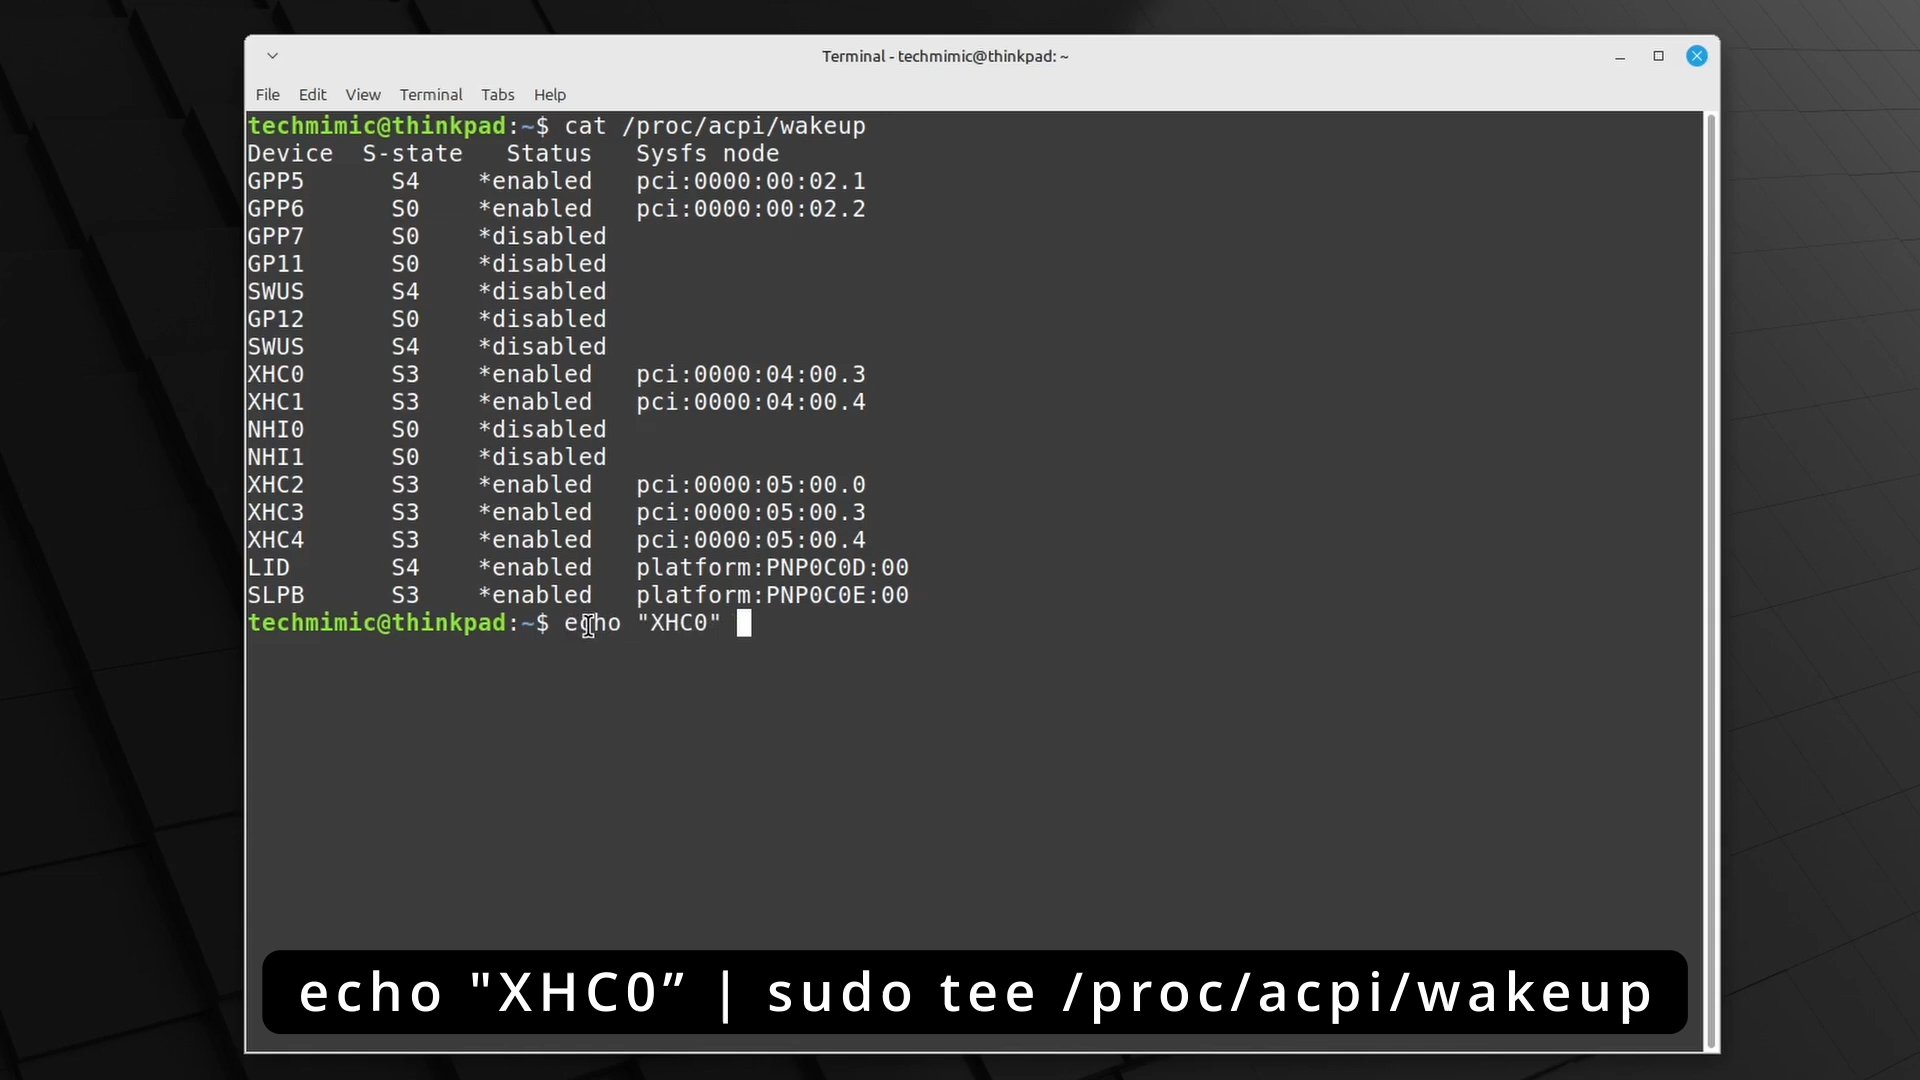 Terminal - techmimic@thinkpad: ~
File Edit View Terminal Tabs Help
techmimic@thinkpad:~$ cat /proc/acpi/wakeup
Device  S-state   Status   Sysfs node
GPP5      S4    *enabled   pci:0000:00:02.1
GPP6      S0    *enabled   pci:0000:00:02.2
GPP7      S0    *disabled
GP11      S0    *disabled
SWUS      S4    *disabled
GP12      S0    *disabled
SWUS      S4    *disabled
XHC0      S3    *enabled   pci:0000:04:00.3
XHC1      S3    *enabled   pci:0000:04:00.4
NHI0      S0    *disabled
NHI1      S0    *disabled
XHC2      S3    *enabled   pci:0000:05:00.0
XHC3      S3    *enabled   pci:0000:05:00.3
XHC4      S3    *enabled   pci:0000:05:00.4
LID       S4    *enabled   platform:PNP0C0D:00
SLPB      S3    *enabled   platform:PNP0C0E:00
techmimic@thinkpad:~$ echo "XHC0"
echo "XHC0” | sudo tee /proc/acpi/wakeup